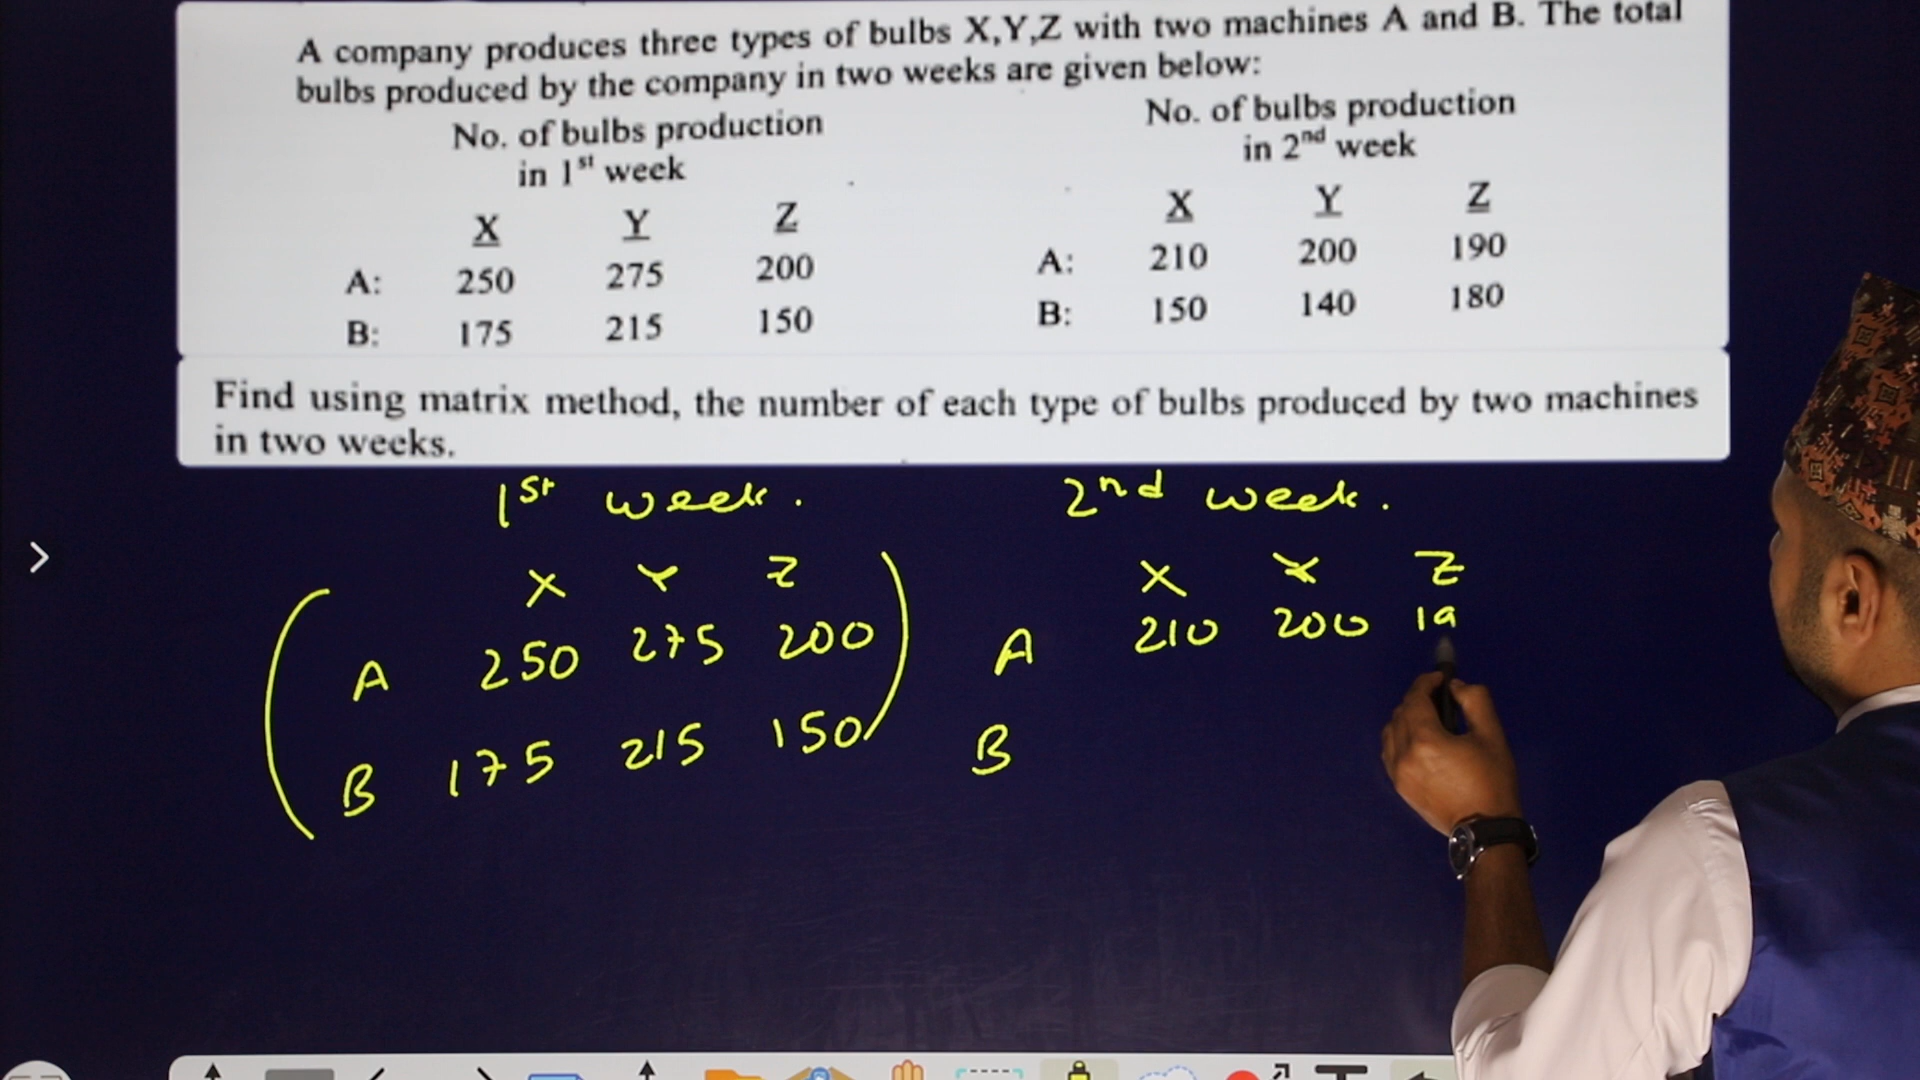 A company produces three types of bulbs X,Y,Z with two machines A and B. The total
bulbs produced by the company in two weeks are given below:
No. of bulbs production
in 1st week
X Y Z
A: 250 275 200
B: 175 215 150
No. of bulbs production
in 2nd week
X Y Z
A: 210 200 190
B: 150 140 180
Find using matrix method, the number of each type of bulbs produced by two machines
in two weeks.
1st week.
X Y Z
A 250 275 200
B 175 215 150
2nd week.
X Y Z
A 210 200 19
B